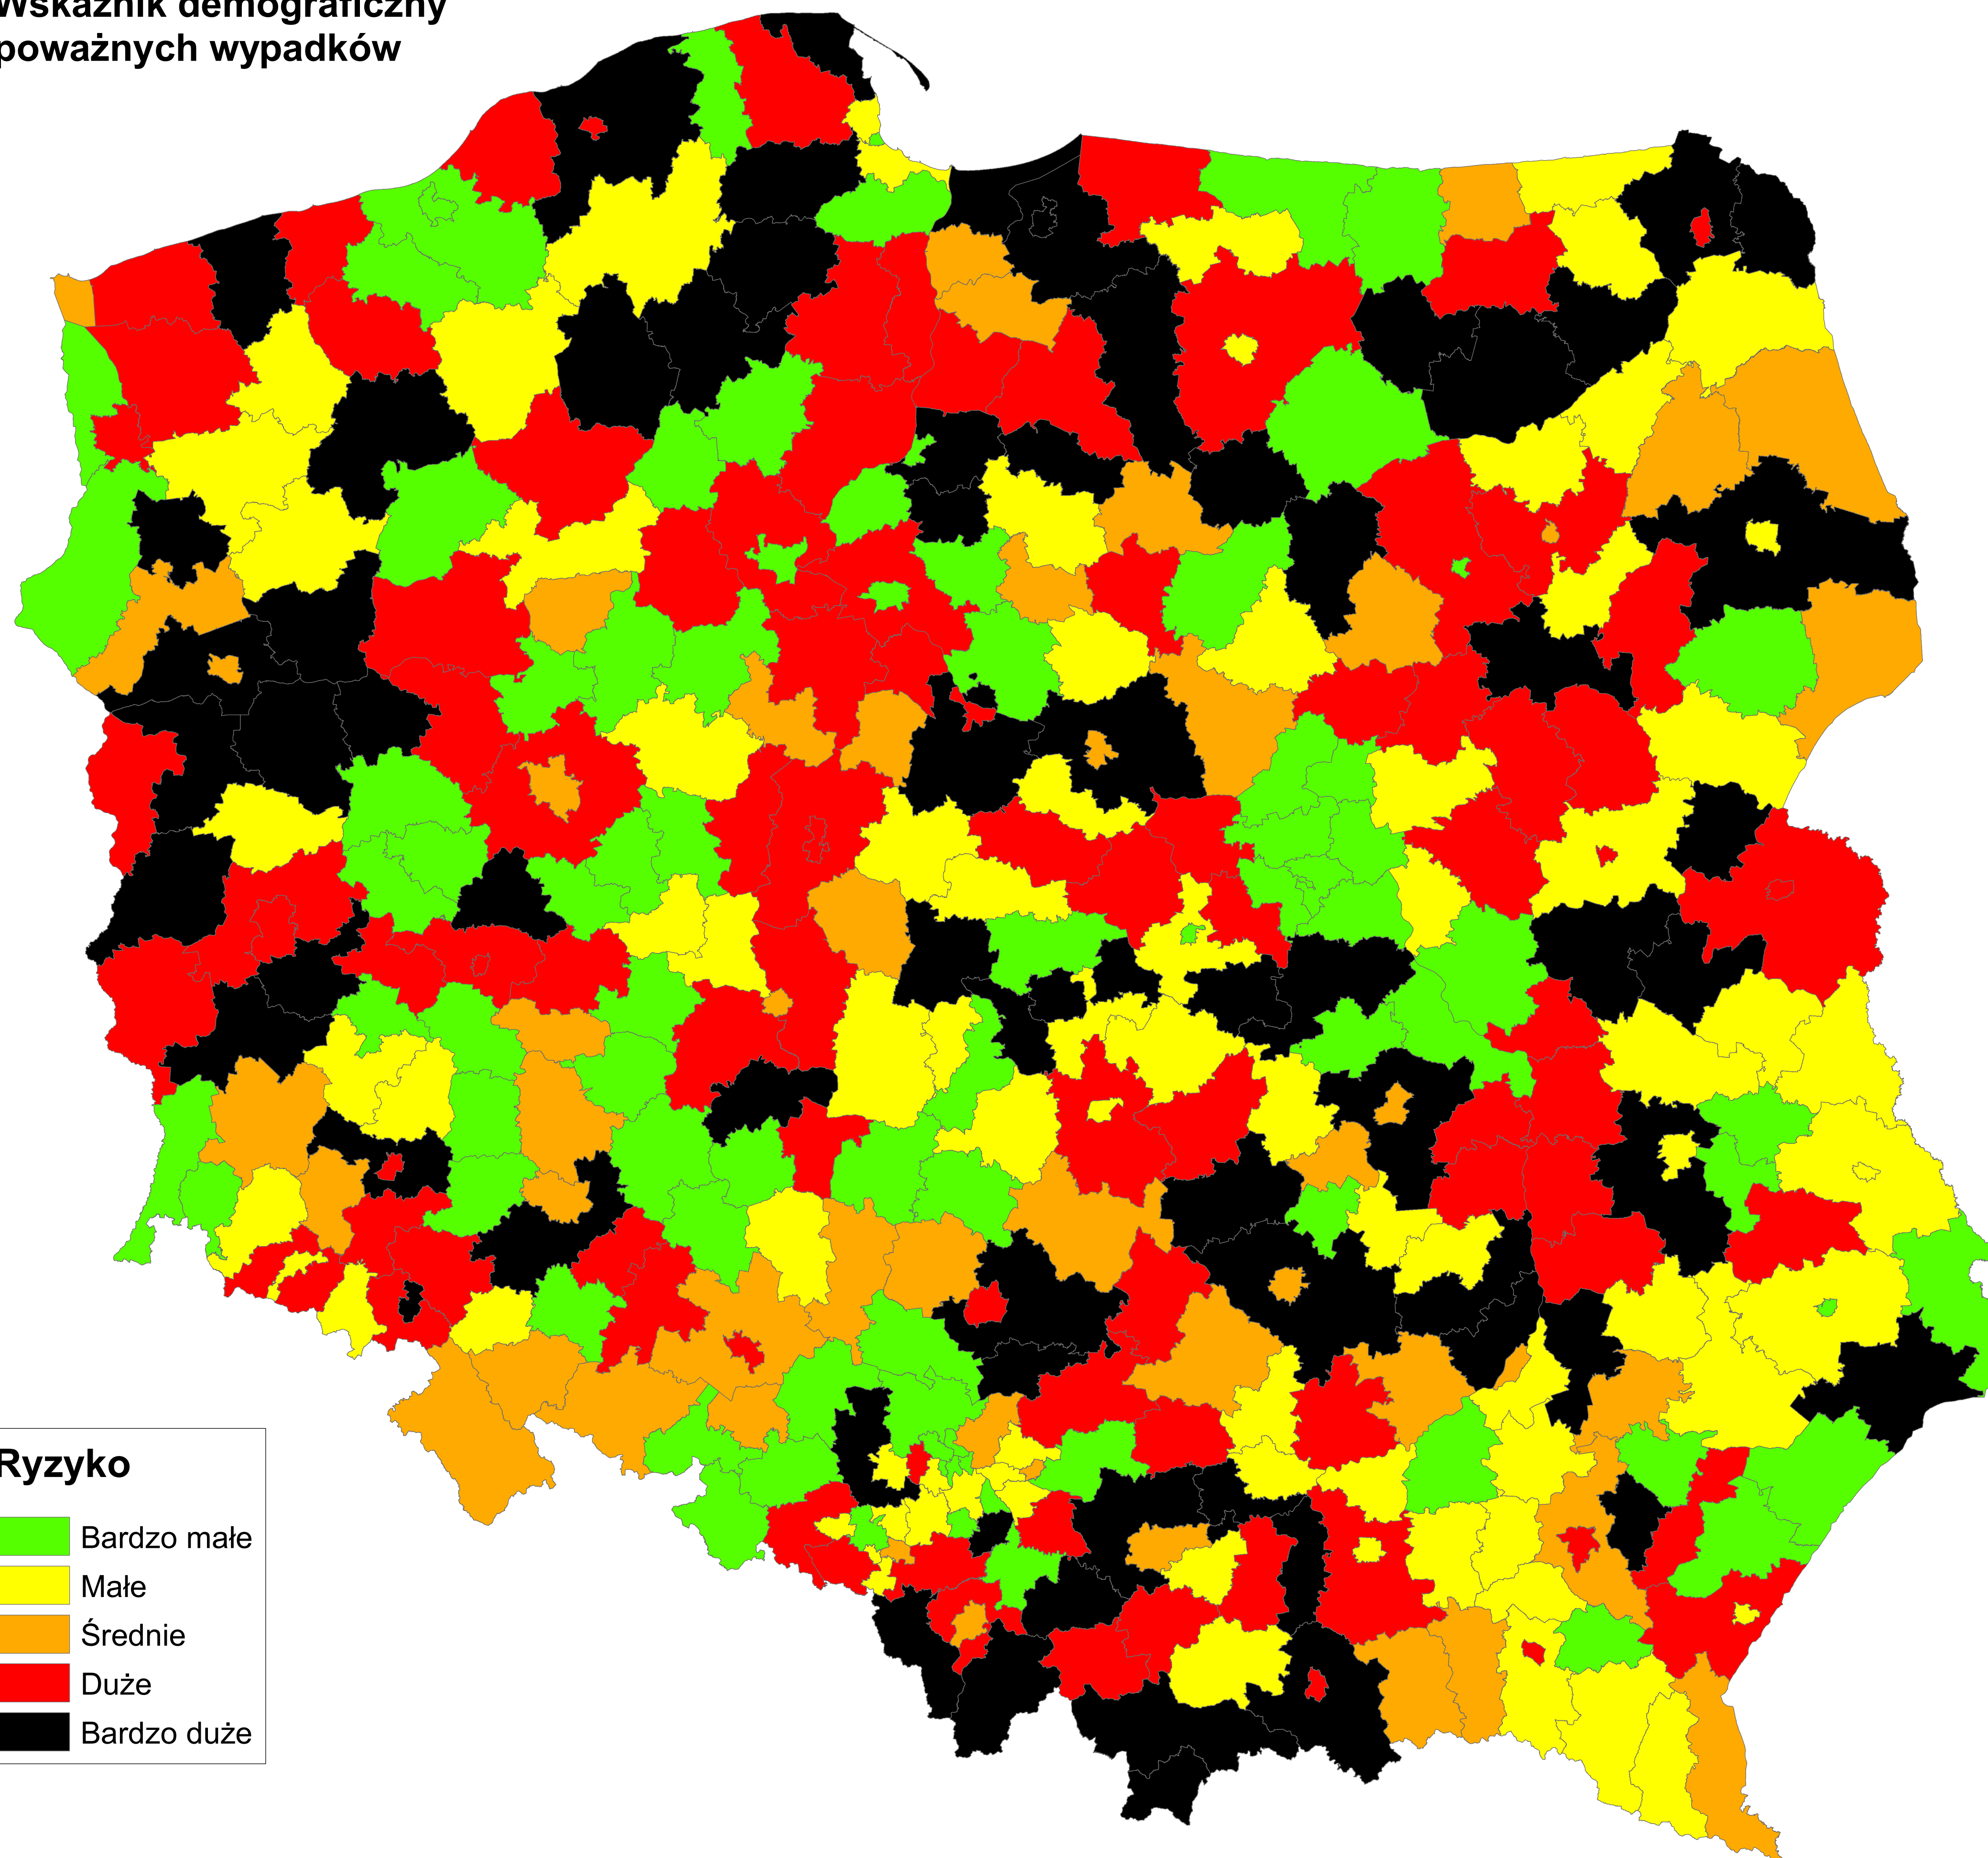 Wskaźnik demograficzny
poważnych wypadków
Ryzyko
Bardzo małe
Małe
Średnie
Duże
Bardzo duże